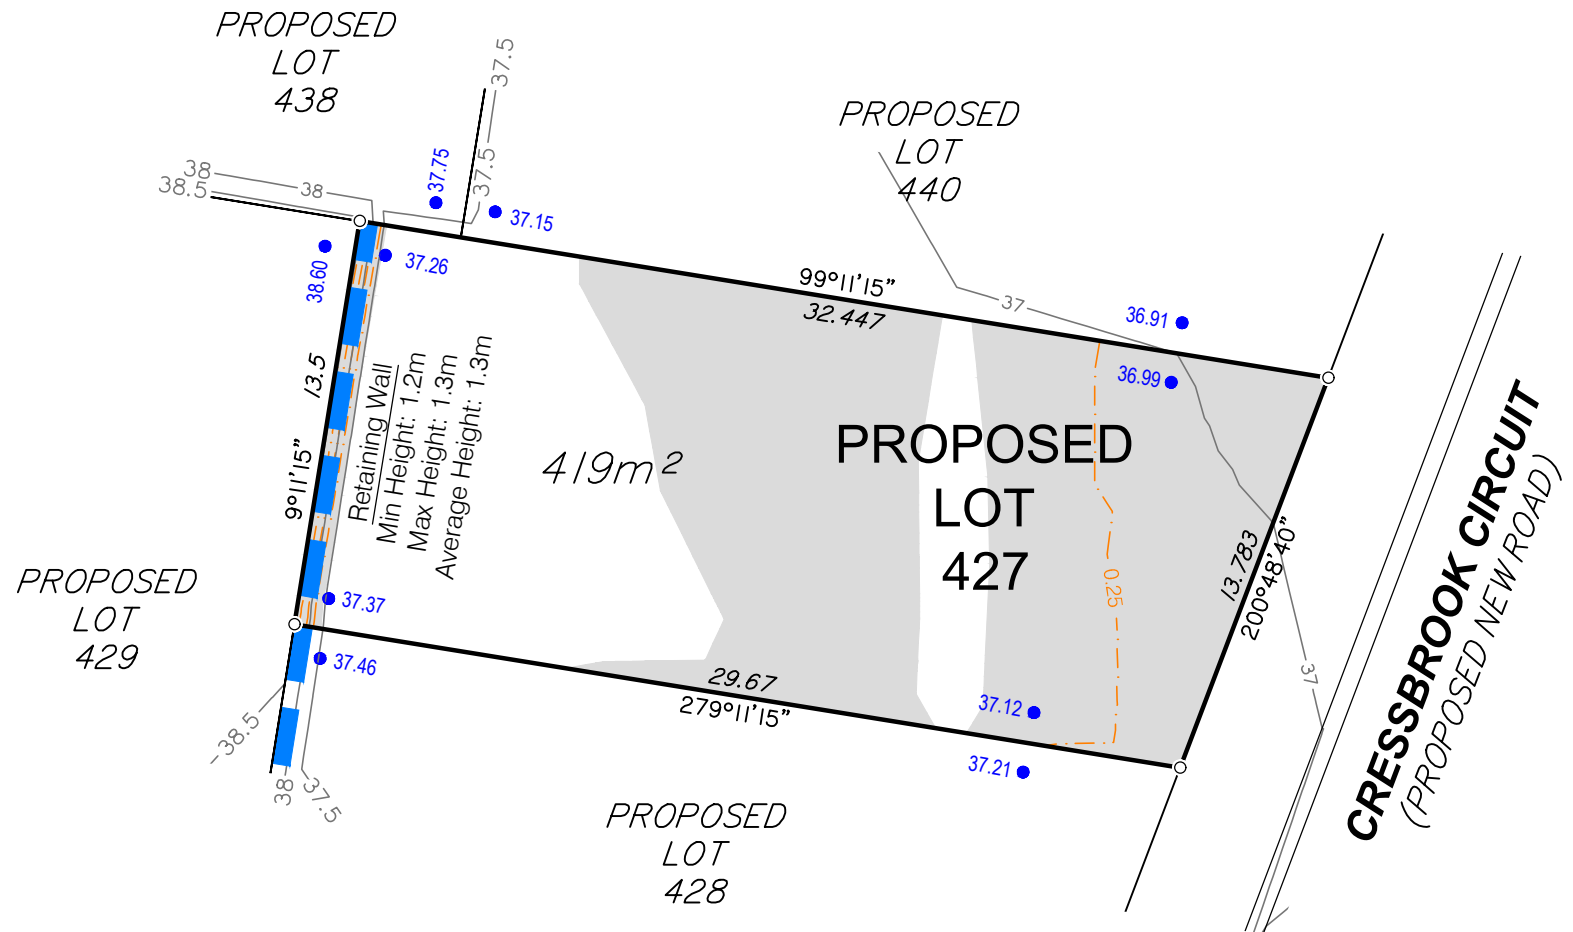 PROPOSED
LOT
438
37.5
37.5
37.75
37.15
38
38
38.5
PROPOSED
LOT
440
38.60
37.26
99°11'15"
32.447
37
36.91
36.99
13.5
9°11'15"
Retaining Wall
Min Height: 1.2m
Max Height: 1.3m
Average Height: 1.3m
419m²
PROPOSED
LOT
427
0.25
13.783
200°48'40"
CRESSBROOK CIRCUIT
(PROPOSED NEW ROAD)
PROPOSED
LOT
429
37.37
37.46
29.67
279°11'15"
37.12
37.21
37
38.5
38
37.5
PROPOSED
LOT
428